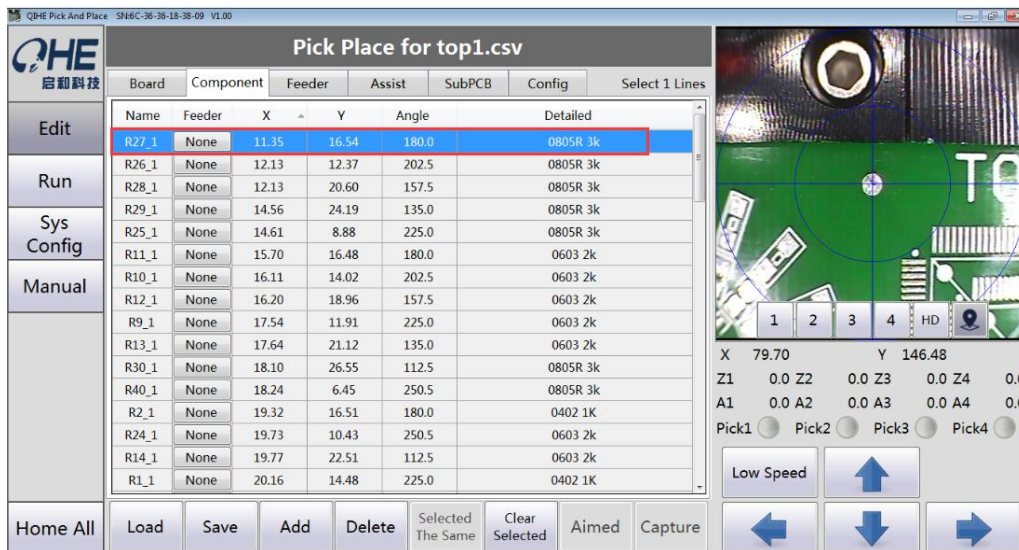 QIHE Pick And Place SN:6C-36-36-18-38-09 V1.00
QHE
启和科技
Pick Place for top1.csv
Board Component Feeder Assist SubPCB Config Select 1 Lines
Name Feeder X Y Angle Detailed
R27_1 None 11.35 16.54 180.0 0805R 3k
R26_1 None 12.13 12.37 202.5 0805R 3k
R28_1 None 12.13 20.60 157.5 0805R 3k
R29_1 None 14.56 24.19 135.0 0805R 3k
R25_1 None 14.61 8.88 225.0 0805R 3k
R11_1 None 15.70 16.48 180.0 0603 2k
R10_1 None 16.11 14.02 202.5 0603 2k
R12_1 None 16.20 18.96 157.5 0603 2k
R9_1 None 17.54 11.91 225.0 0603 2k
R13_1 None 17.64 21.12 135.0 0603 2k
R30_1 None 18.10 26.55 112.5 0805R 3k
R40_1 None 18.24 6.45 250.5 0805R 3k
R2_1 None 19.32 16.51 180.0 0402 1K
R24_1 None 19.73 10.43 250.5 0603 2k
R14_1 None 19.77 22.51 112.5 0603 2k
R1_1 None 20.16 14.48 225.0 0402 1K
Edit
Run
Sys
Config
Manual
Home All
Load Save Add Delete Selected The Same Clear Selected Aimed Capture
1 2 3 4 HD
X 79.70 Y 146.48
Z1 0.0 Z2 0.0 Z3 0.0 Z4 0.
A1 0.0 A2 0.0 A3 0.0 A4 0.
Pick1 Pick2 Pick3 Pick4
Low Speed